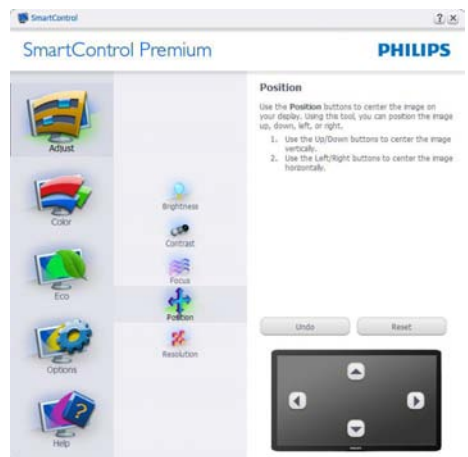 SmartControl
SmartControl Premium
PHILIPS
Adjust
Color
Eco
Options
Help
Brightness
Contrast
Focus
Position
Resolution
Position
Use the Position buttons to center the image on
your display. Using this tool, you can position the image
up, down, left, or right.
1. Use the Up/Down buttons to center the image
vertically.
2. Use the Left/Right buttons to center the image
horizontally.
Undo
Reset
PHILIPS